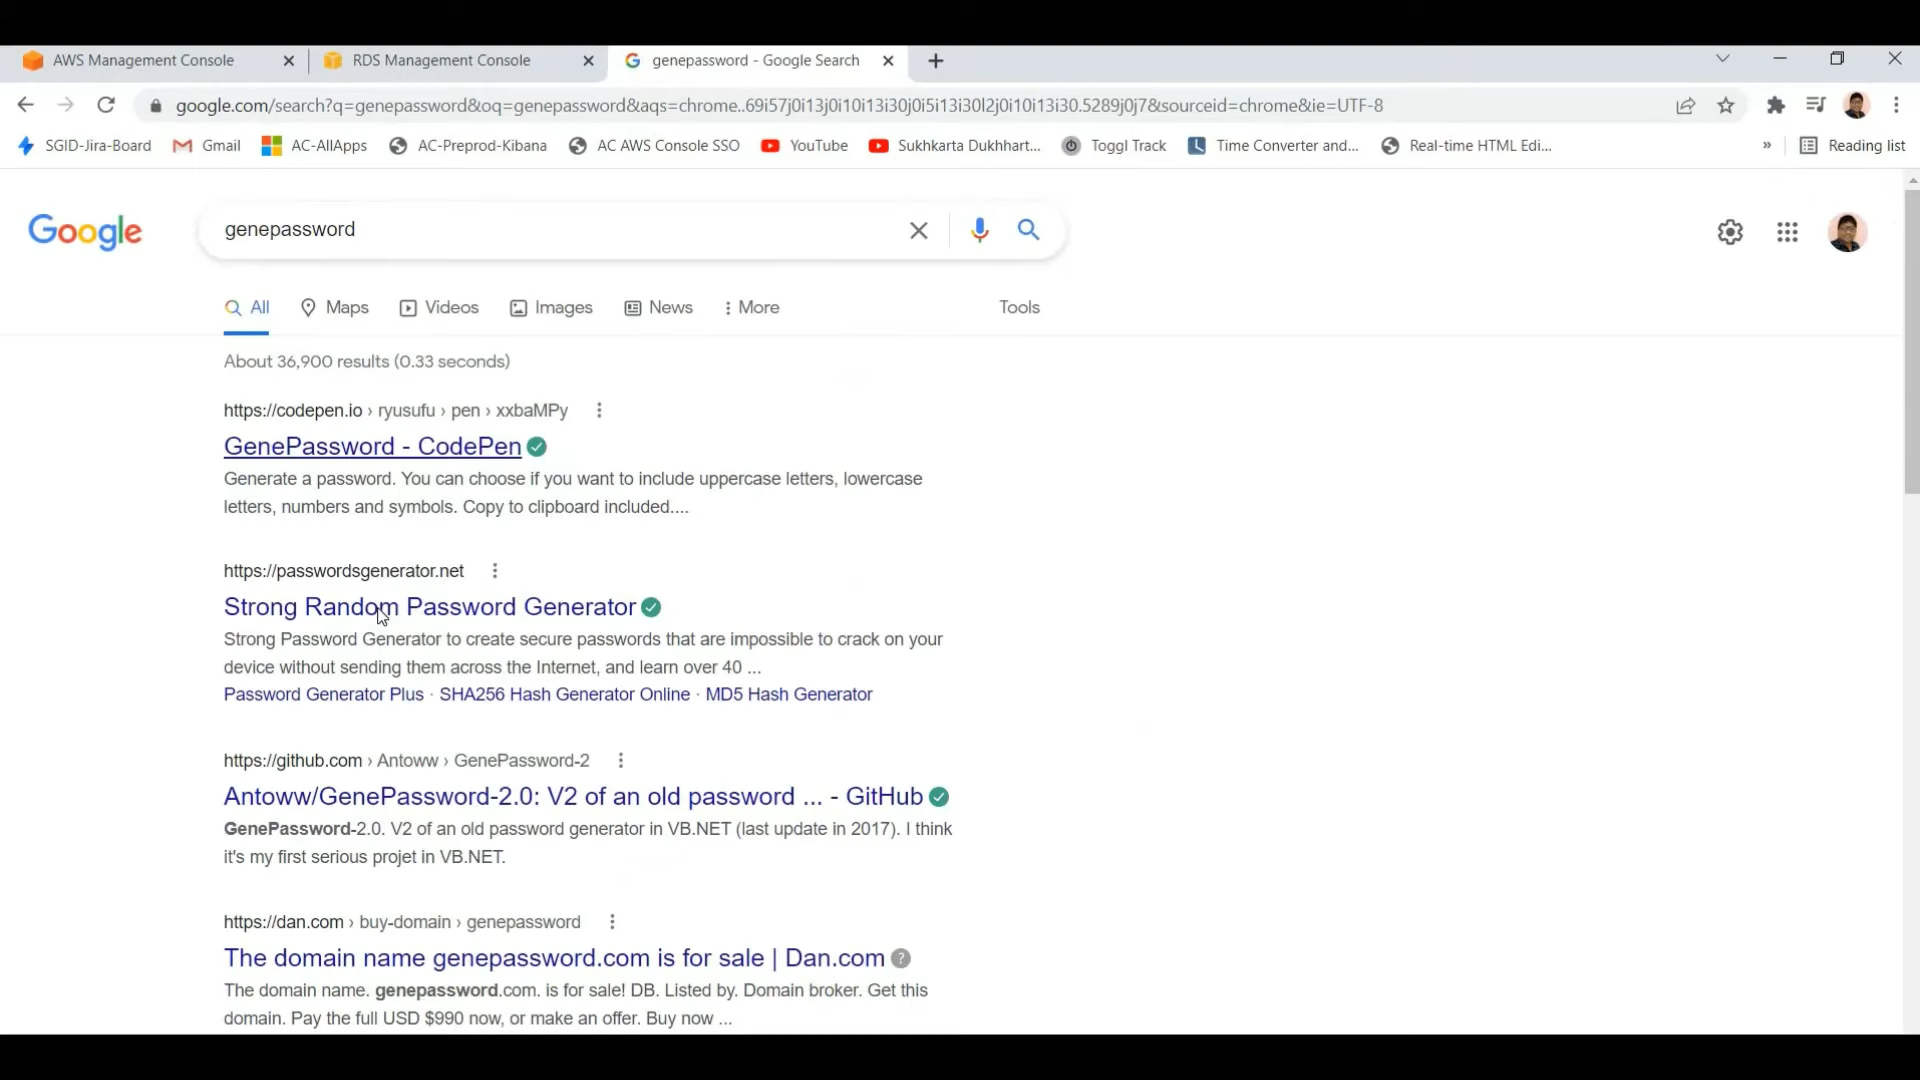 AWS Management Console
RDS Management Console
genepassword - Google Search
google.com/search?q=genepassword&oq=genepassword&aqs=chrome..69i57j0i13j0i10i13i30j0i5i13i30l2j0i10i13i30.5289j0j7&sourceid=chrome&ie=UTF-8
SGID-Jira-Board Gmail AC-AllApps AC-Preprod-Kibana AC AWS Console SSO YouTube Sukhkarta Dukhhart... Toggl Track Time Converter and... Real-time HTML Edi... » Reading list
Google
genepassword
All Maps Videos Images News More Tools
About 36,900 results (0.33 seconds)
https://codepen.io › ryusufu › pen › xxbaMPy
GenePassword - CodePen
Generate a password. You can choose if you want to include uppercase letters, lowercase
letters, numbers and symbols. Copy to clipboard included....
https://passwordsgenerator.net
Strong Random Password Generator
Strong Password Generator to create secure passwords that are impossible to crack on your
device without sending them across the Internet, and learn over 40 ...
Password Generator Plus · SHA256 Hash Generator Online · MD5 Hash Generator
https://github.com › Antoww › GenePassword-2
Antoww/GenePassword-2.0: V2 of an old password ... - GitHub
GenePassword-2.0. V2 of an old password generator in VB.NET (last update in 2017). I think
it's my first serious projet in VB.NET.
https://dan.com › buy-domain › genepassword
The domain name genepassword.com is for sale | Dan.com
The domain name. genepassword.com. is for sale! DB. Listed by. Domain broker. Get this
domain. Pay the full USD $990 now, or make an offer. Buy now ...